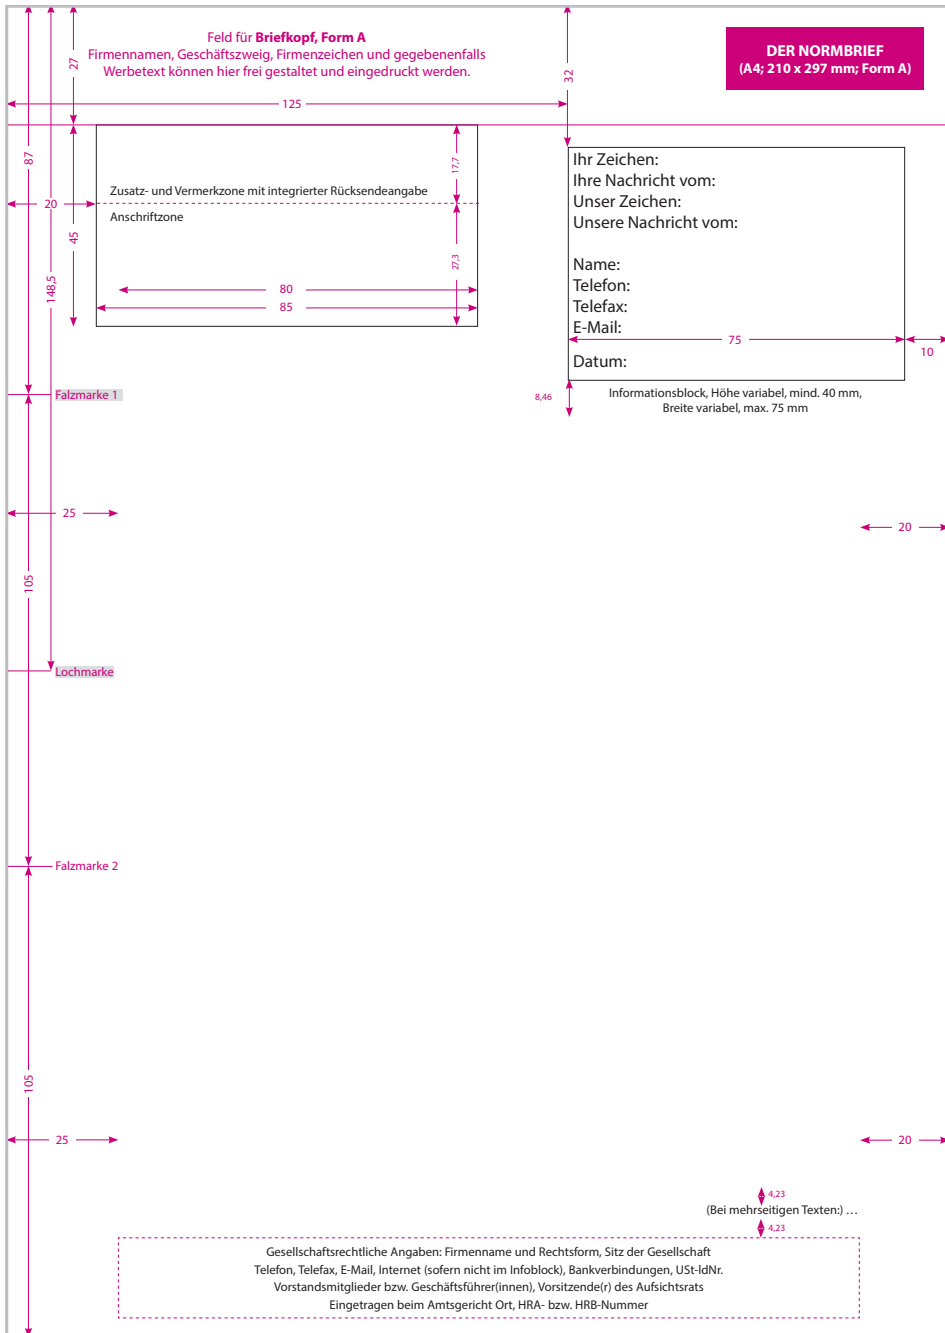 Feld für Briefkopf, Form A
Firmennamen, Geschäftszweig, Firmenzeichen und gegebenenfalls
Werbetext können hier frei gestaltet und eingedruckt werden.
DER NORMBRIEF
(A4; 210 x 297 mm; Form A)
27
32
125
87
17,7
Zusatz- und Vermerkzone mit integrierter Rücksendeangabe
20
Anschriftzone
45
27,3
148,5
80
85
Ihr Zeichen:
Ihre Nachricht vom:
Unser Zeichen:
Unsere Nachricht vom:
Name:
Telefon:
Telefax:
E-Mail:
75
10
Datum:
Falzmarke 1
8,46
Informationsblock, Höhe variabel, mind. 40 mm,
Breite variabel, max. 75 mm
25
20
105
Lochmarke
Falzmarke 2
105
25
20
4,23
(Bei mehrseitigen Texten:) …
4,23
Gesellschaftsrechtliche Angaben: Firmenname und Rechtsform, Sitz der Gesellschaft
Telefon, Telefax, E-Mail, Internet (sofern nicht im Infoblock), Bankverbindungen, USt-IdNr.
Vorstandsmitglieder bzw. Geschäftsführer(innen), Vorsitzende(r) des Aufsichtsrats
Eingetragen beim Amtsgericht Ort, HRA- bzw. HRB-Nummer